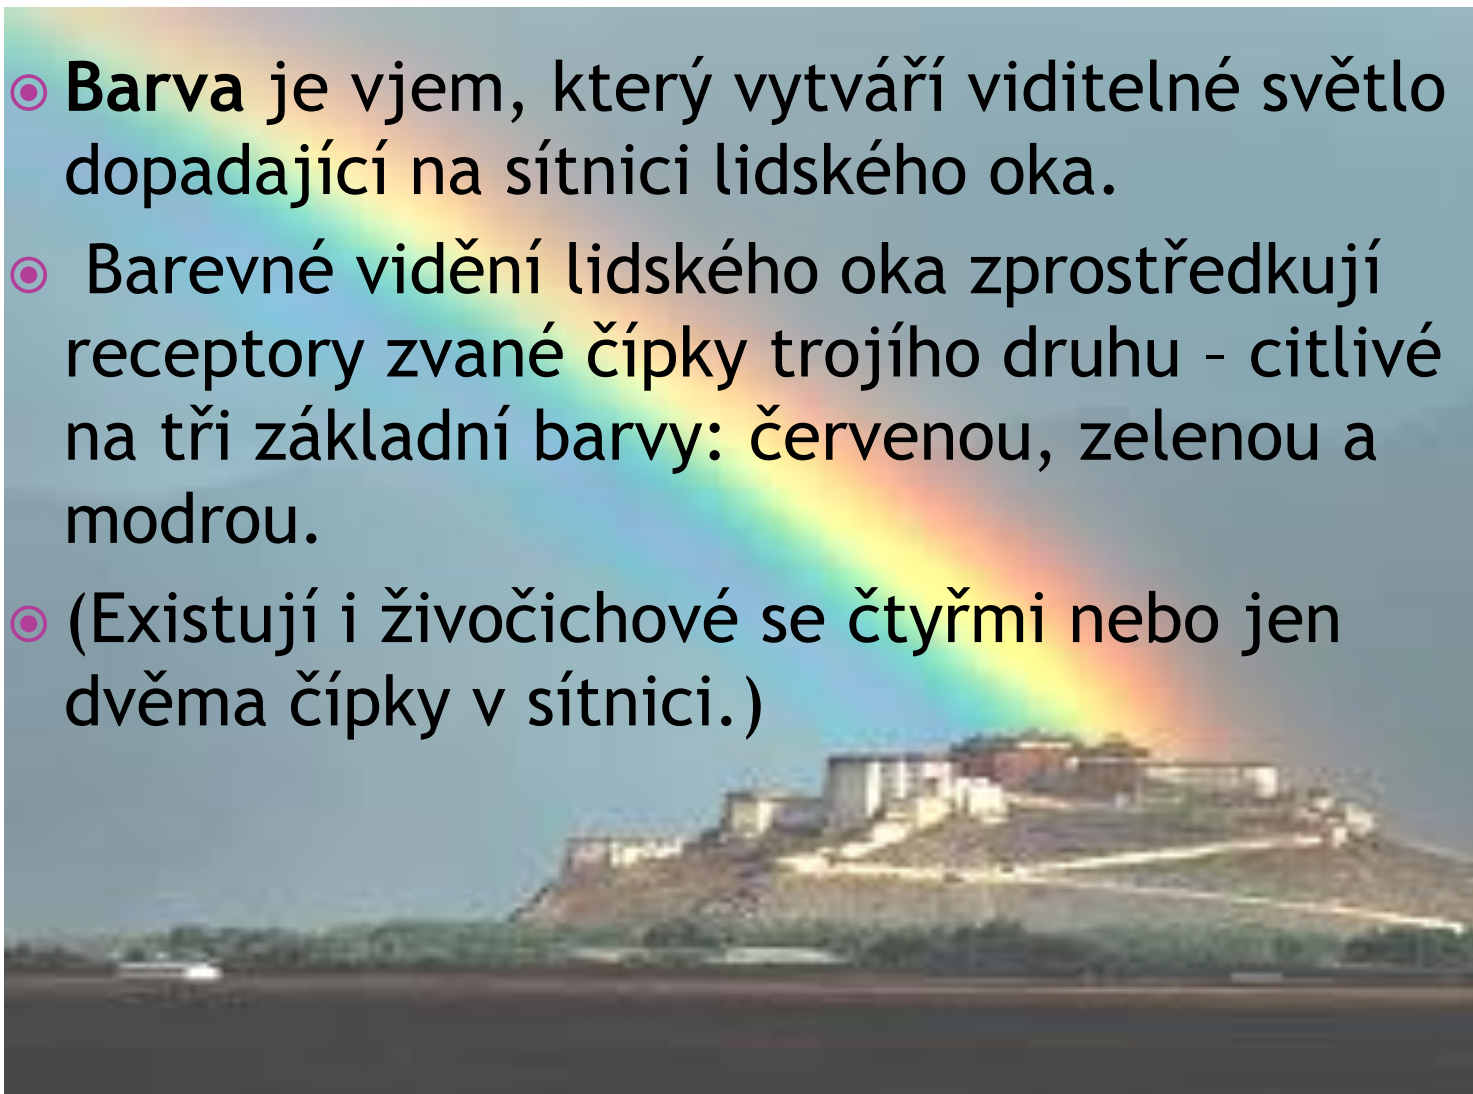 Barva je vjem, který vytváří viditelné světlo
dopadající na sítnici lidského oka.
Barevné vidění lidského oka zprostředkují
receptory zvané čípky trojího druhu – citlivé
na tři základní barvy: červenou, zelenou a
modrou.
(Existují i živočichové se čtyřmi nebo jen
dvěma čípky v sítnici.)